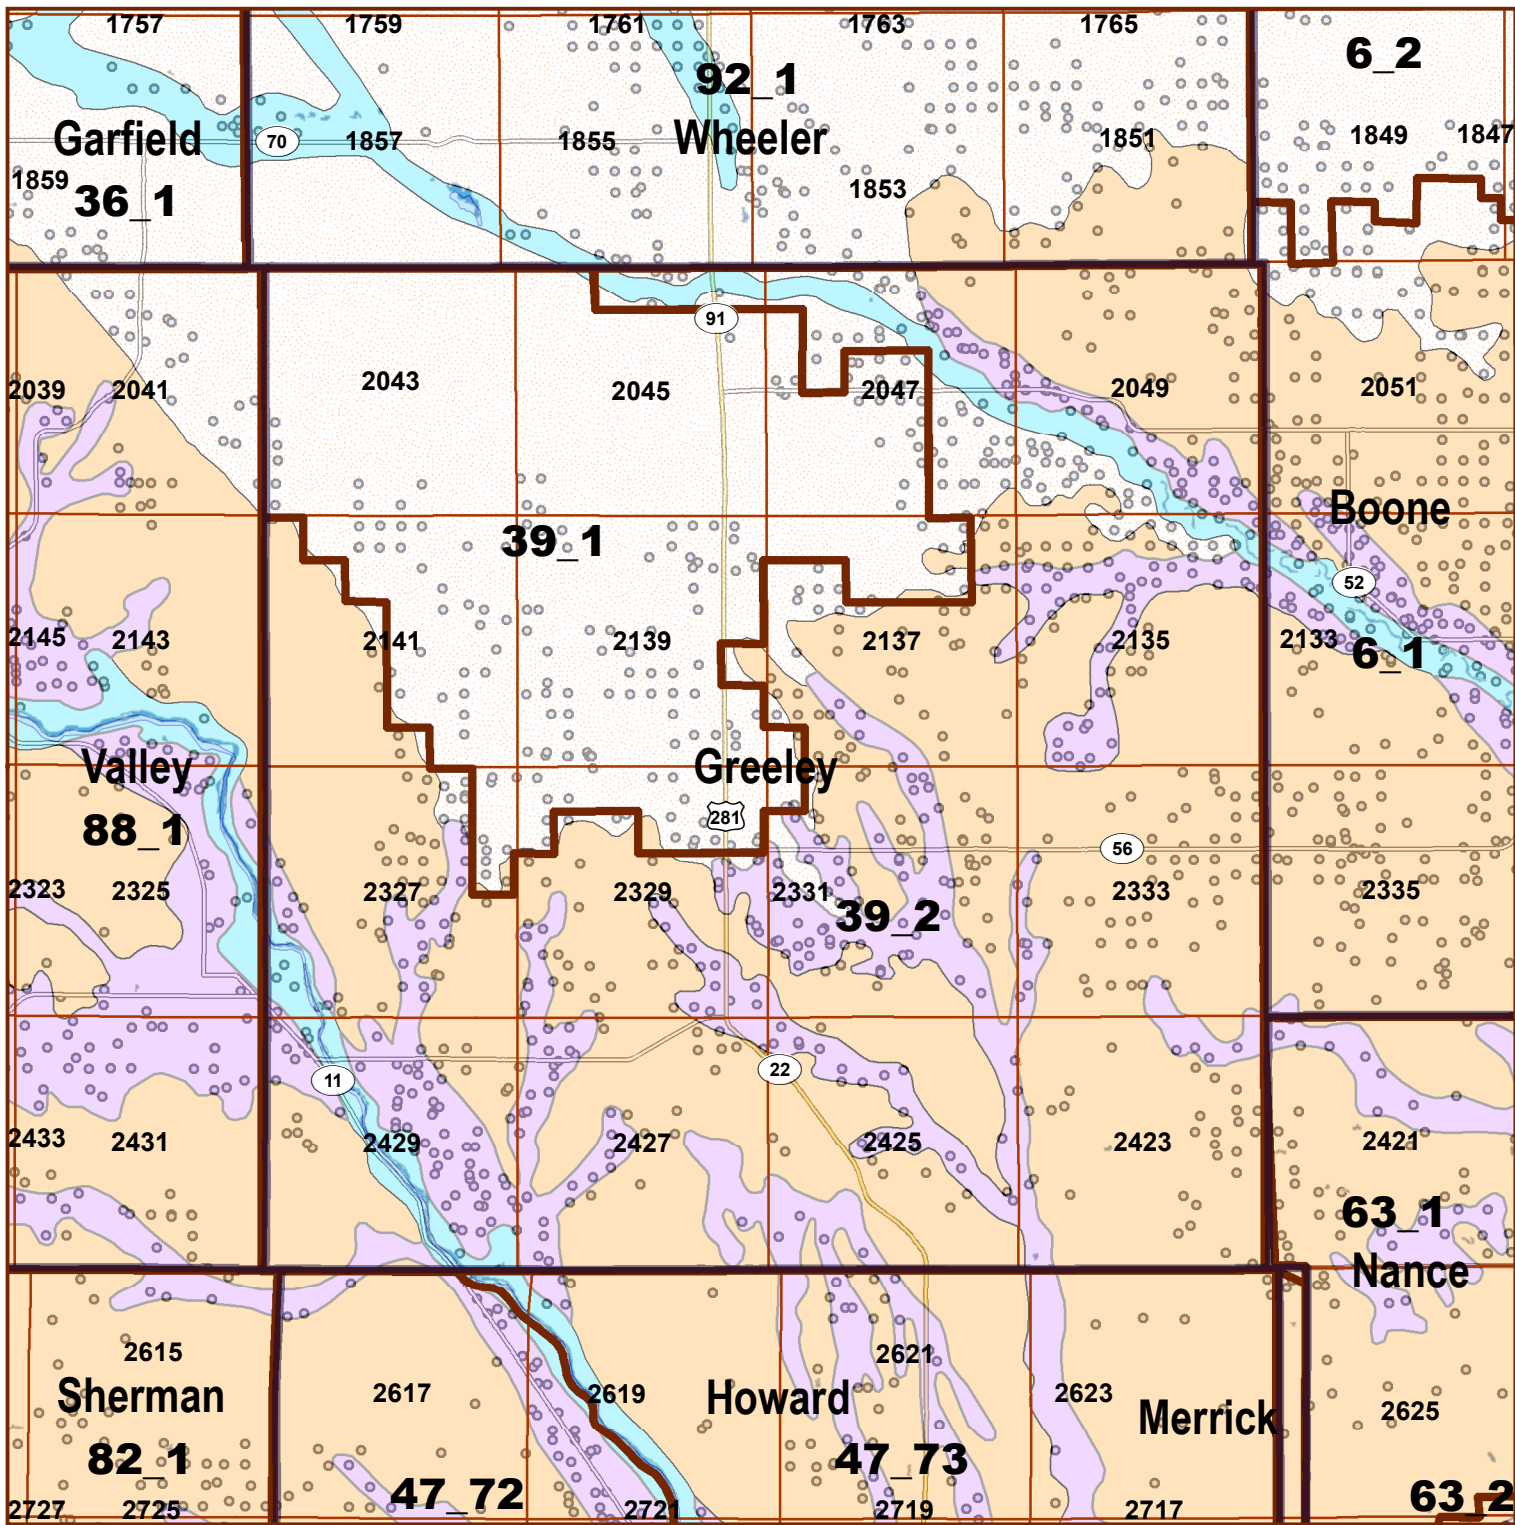 1757 1759 1761 1763 1765
6_2
92_1
Garfield 70 1857 1855 Wheeler 1851 1849 1847
1859 36_1 1853
91
2039 2041 2043 2045 2047 2049 2051
Boone
39_1
52
2145 2143 2141 2139 2137 2135 2133 6_1
Valley Greeley
88_1 281
56
2323 2325 2327 2329 2331 39_2 2333 2335
11 22
2433 2431 2429 2427 2425 2423 2421
63_1
Nance
2615 2621
Sherman 2617 2619 Howard 2623 Merrick 2625
82_1 47_72 47_73 63_2
2727 2725 2721 2719 2717